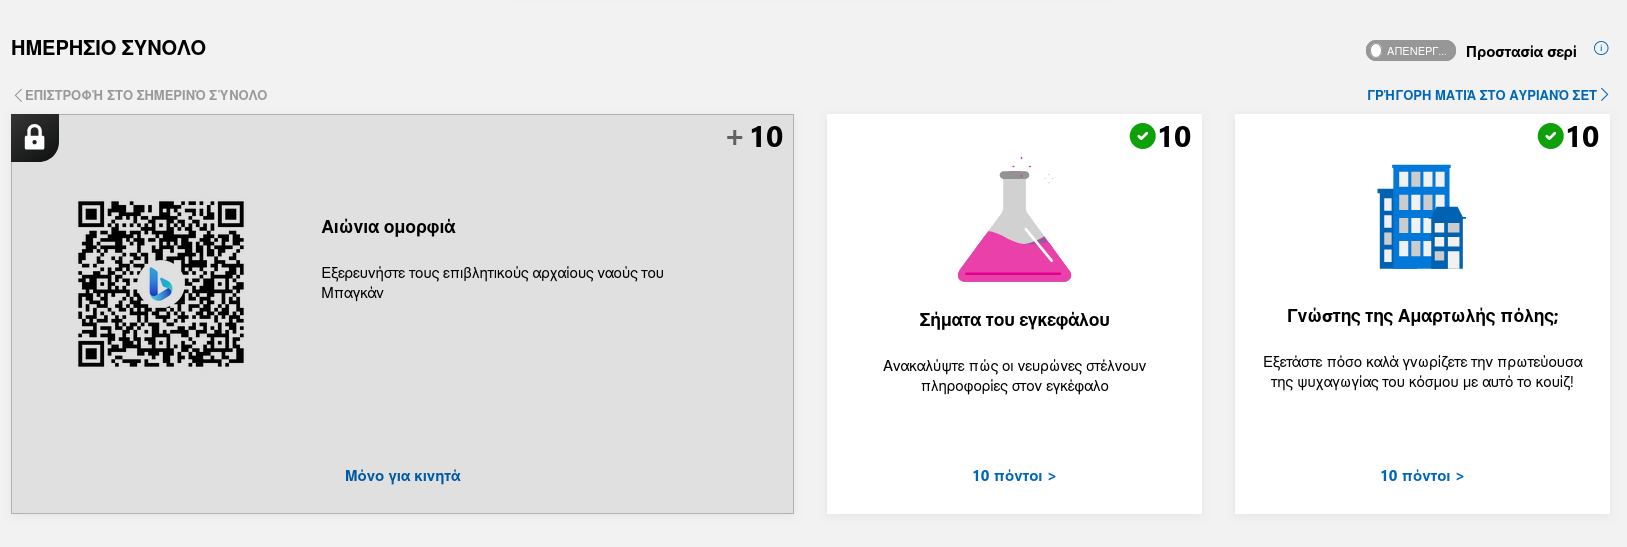 ΗΜΕΡΗΣΙΟ ΣΥΝΟΛΟ
ΑΠΕΝΕΡΓ...
Προστασία σερί
ΕΠΙΣΤΡΟΦΉ ΣΤΟ ΣΗΜΕΡΙΝΌ ΣΎΝΟΛΟ
ΓΡΉΓΟΡΗ ΜΑΤΙΆ ΣΤΟ ΑΥΡΙΑΝΌ ΣΕΤ
+ 10
Αιώνια ομορφιά
Εξερευνήστε τους επιβλητικούς αρχαίους ναούς του
Μπαγκάν
Μόνο για κινητά
10
Σήματα του εγκεφάλου
Ανακαλύψτε πώς οι νευρώνες στέλνουν
πληροφορίες στον εγκέφαλο
10 πόντοι >
10
Γνώστης της Αμαρτωλής πόλης;
Εξετάστε πόσο καλά γνωρίζετε την πρωτεύουσα
της ψυχαγωγίας του κόσμου με αυτό το κουίζ!
10 πόντοι >